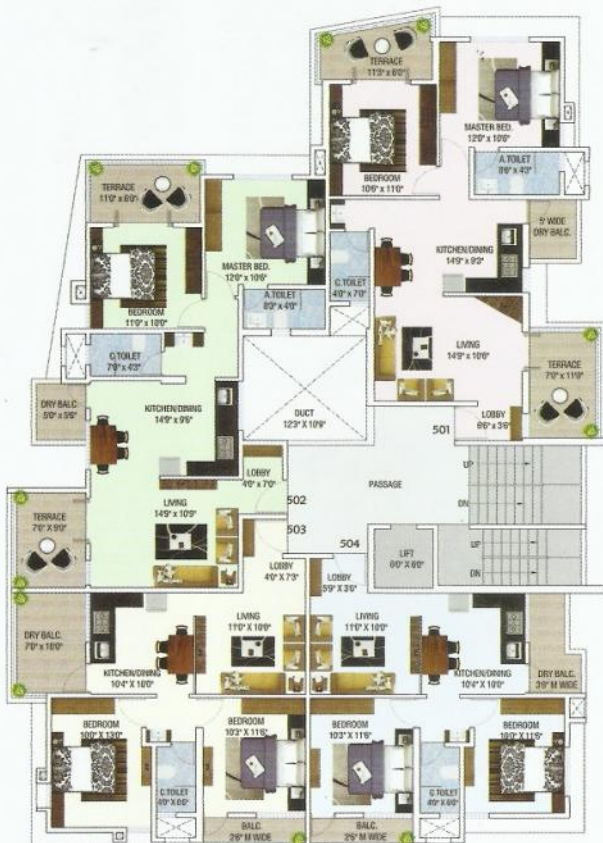 TERRACE
11'3" x 6'0"
MASTER BED.
12'0" x 10'6"
BEDROOM
10'6" x 11'0"
A.TOILET
8'6" x 4'3"
5' WIDE
DRY BALC.
KITCHEN/DINING
14'9" x 9'3"
C.TOILET
4'0" x 7'0"
LIVING
14'9" x 10'6"
TERRACE
7'0" x 11'0"
LOBBY
6'6" x 3'6"
501
TERRACE
11'0" x 6'0"
MASTER BED.
12'0" x 10'6"
BEDROOM
11'0" x 10'0"
A.TOILET
8'3" x 4'0"
C.TOILET
7'9" x 4'3"
DRY BALC.
5'0" x 5'6"
KITCHEN/DINING
14'9" x 9'6"
DUCT
12'3" X 10'9"
LOBBY
4'0" x 7'0"
502
PASSAGE
UP
DN
LIVING
14'9" x 10'9"
TERRACE
7'0" X 9'0"
503
504
LIFT
6'0" X 6'0"
UP
DN
LOBBY
4'0" X 7'3"
LOBBY
5'9" X 3'6"
DRY BALC.
7'0" x 10'0"
LIVING
11'0" X 10'9"
LIVING
11'0" X 10'9"
KITCHEN/DINING
10'4" X 10'0"
KITCHEN/DINING
10'4" X 10'0"
DRY BALC.
3'9" M WIDE
BEDROOM
10'0" X 13'0"
BEDROOM
10'3" X 11'6"
BEDROOM
10'3" X 11'6"
BEDROOM
10'0" X 11'6"
C.TOILET
4'0" X 6'6"
C.TOILET
4'0" X 6'0"
BALC.
2'6" M WIDE
BALC.
2'6" M WIDE